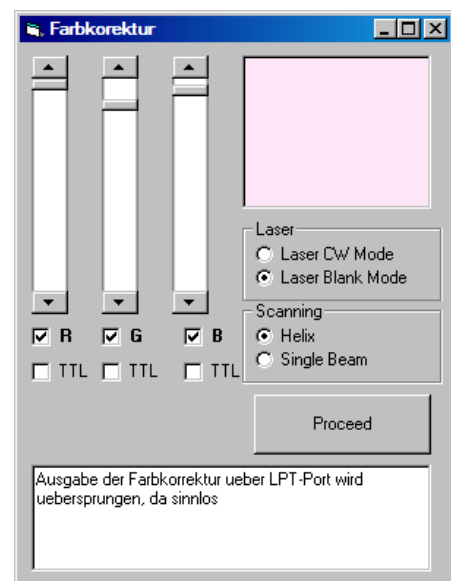 Farbkorektur
Laser
Laser CW Mode
Laser Blank Mode
Scanning
R G B
Helix
TTL TTL TTL
Single Beam
Proceed
Ausgabe der Farbkorrektur ueber LPT-Port wird
uebersprungen, da sinnlos